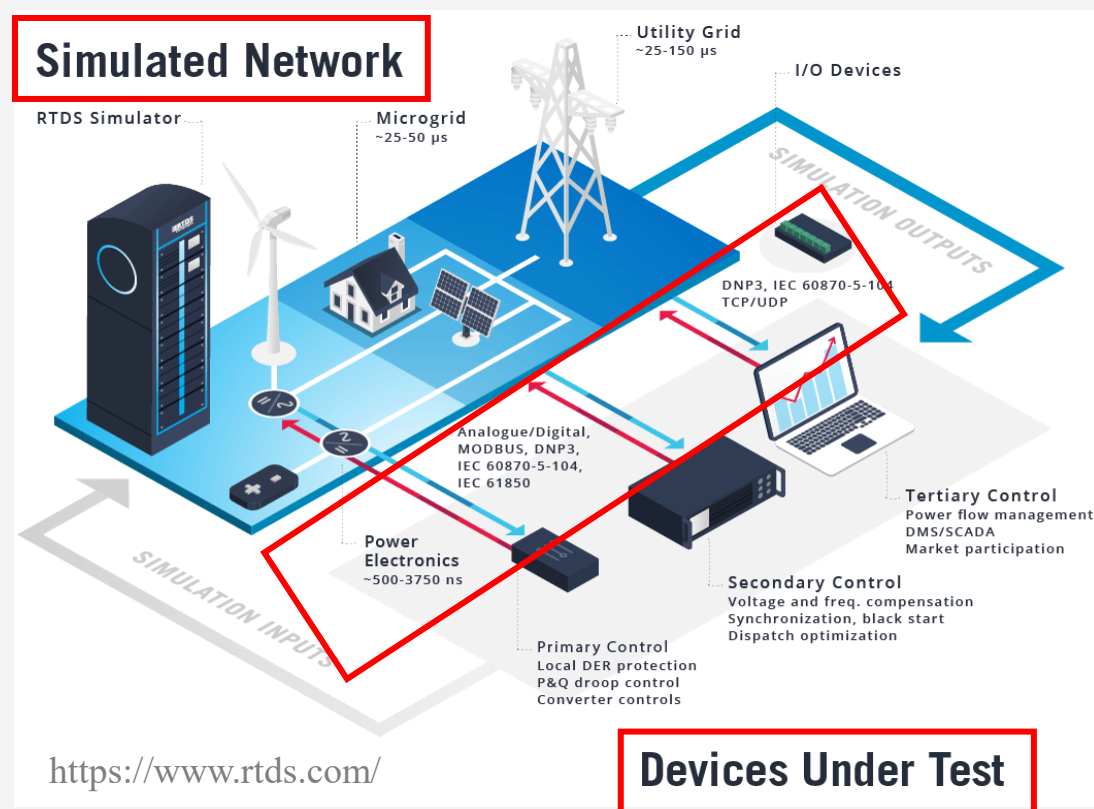 Simulated Network
Utility Grid
~25-150 µs
I/O Devices
RTDS Simulator
Microgrid
~25-50 µs
SIMULATION OUTPUTS
RTDS
DNP3, IEC 60870-5-104
TCP/UDP
Analogue/Digital,
MODBUS, DNP3,
IEC 60870-5-104,
IEC 61850
Power
Electronics
~500-3750 ns
SIMULATION INPUTS
Tertiary Control
Power flow management
DMS/SCADA
Market participation
Secondary Control
Voltage and freq. compensation
Synchronization, black start
Dispatch optimization
Primary Control
Local DER protection
P&Q droop control
Converter controls
https://www.rtds.com/
Devices Under Test